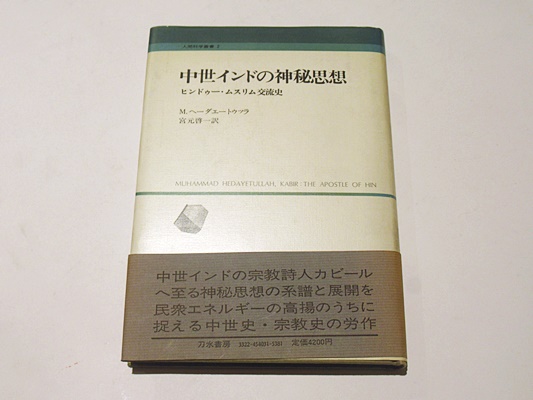 人間科学叢書 2
中世インドの神秘思想
ヒンドゥー・ムスリム交流史
M.ヘーダエートゥッラ
宮元啓一訳
MUHAMMAD HEDAYETULLAH, KABIR: THE APOSTLE OF HIN
中世インドの宗教詩人カビール
へ至る神秘思想の系譜と展開を
民衆エネルギーの高揚のうちに
捉える中世史・宗教史の労作
刀水書房 定価4200円